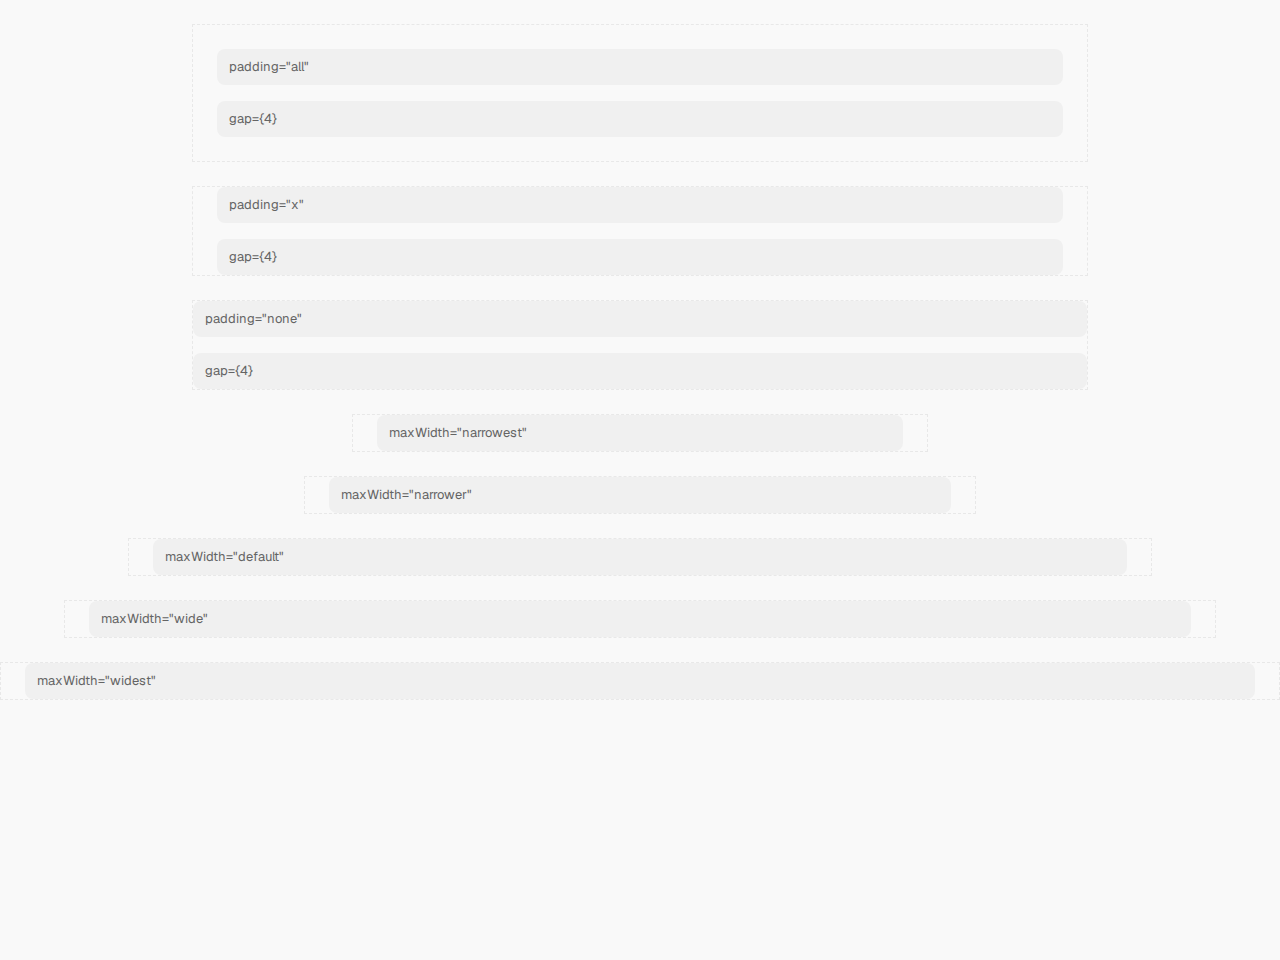 padding="all"
gap={4}
padding="x"
gap={4}
padding="none"
gap={4}
maxWidth="narrowest"
maxWidth="narrower"
maxWidth="default"
maxWidth="wide"
maxWidth="widest"